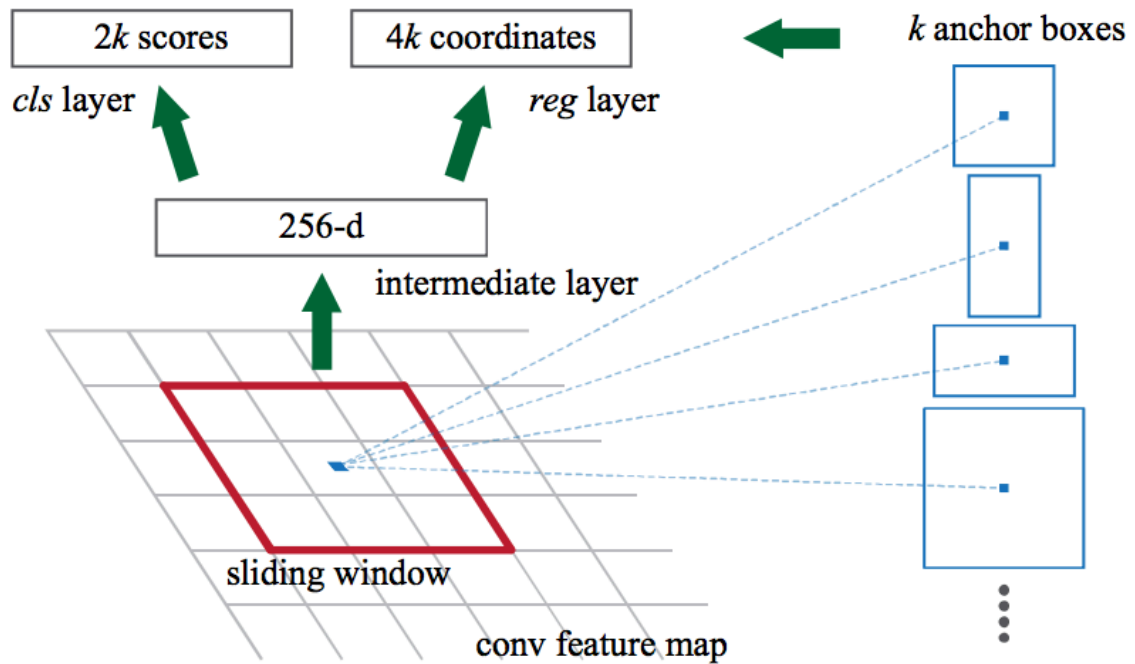 2k scores
4k coordinates
k anchor boxes
cls layer
reg layer
256-d
intermediate layer
sliding window
conv feature map